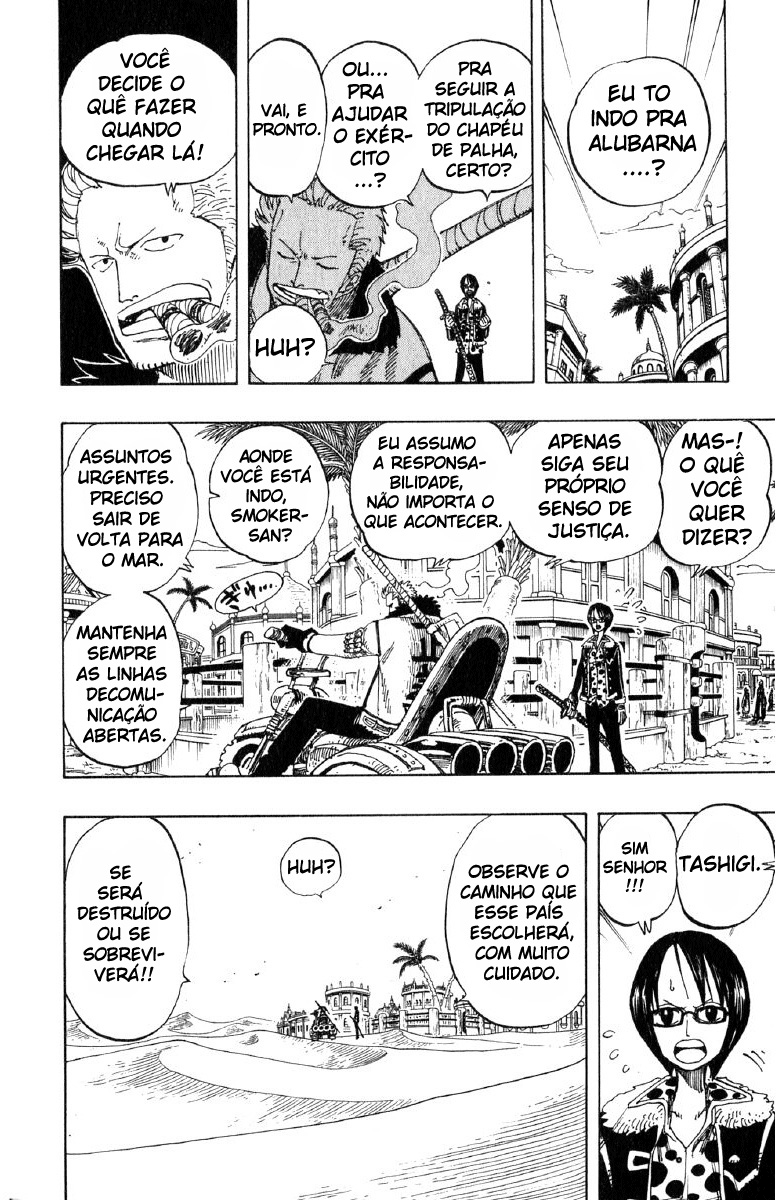 EU TO
INDO PRA
ALUBARNA
....?
PRA
SEGUIR A
TRIPULAÇÃO
DO CHAPÉU
DE PALHA,
CERTO?
OU...
PRA
AJUDAR
O EXÉR-
CITO
...?
VAI, E
PRONTO.
HUH?
VOCÊ
DECIDE O
QUÊ FAZER
QUANDO
CHEGAR LÁ!
MAS-!
O QUÊ
VOCÊ
QUER
DIZER?
APENAS
SIGA SEU
PRÓPRIO
SENSO DE
JUSTIÇA.
EU ASSUMO
A RESPONSA-
BILIDADE,
NÃO IMPORTA O
QUE ACONTECER.
AONDE
VOCÊ ESTÁ
INDO,
SMOKER-
SAN?
ASSUNTOS
URGENTES.
PRECISO
SAIR DE
VOLTA PARA
O MAR.
MANTENHA
SEMPRE
AS LINHAS
DECOMU-
NICAÇÃO
ABERTAS.
TASHIGI.
SIM
SENHOR
!!!
OBSERVE O
CAMINHO QUE
ESSE PAÍS
ESCOLHERÁ,
COM MUITO
CUIDADO.
HUH?
SE
SERÁ
DESTRUÍDO
OU SE
SOBREVI-
VERÁ!!